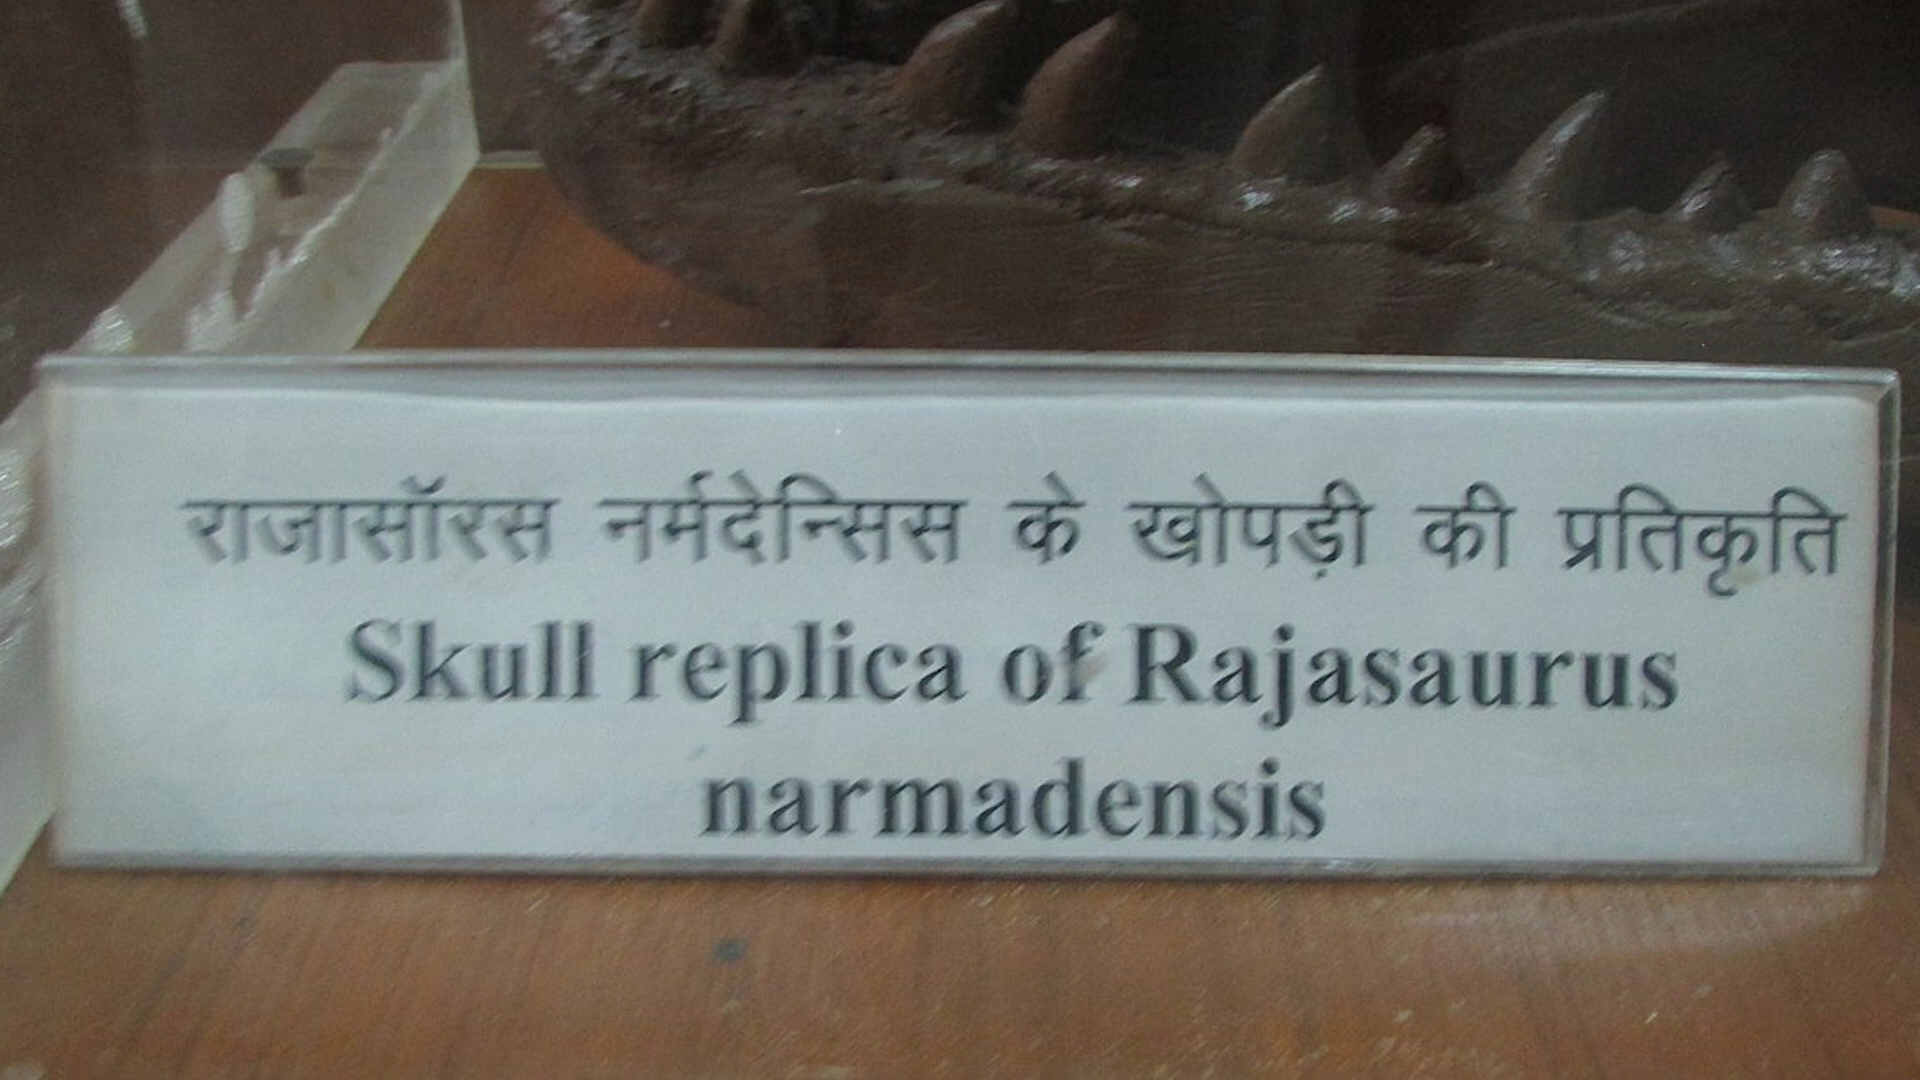 राजासॉरस नर्मदेन्सिस के खोपड़ी की प्रतिकृति
Skull replica of Rajasaurus
narmadensis